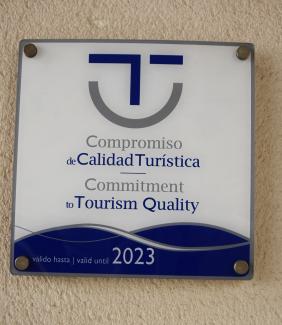 Compromiso
de Calidad Turística
Commitment
to Tourism Quality
válido hasta | valid until 2023